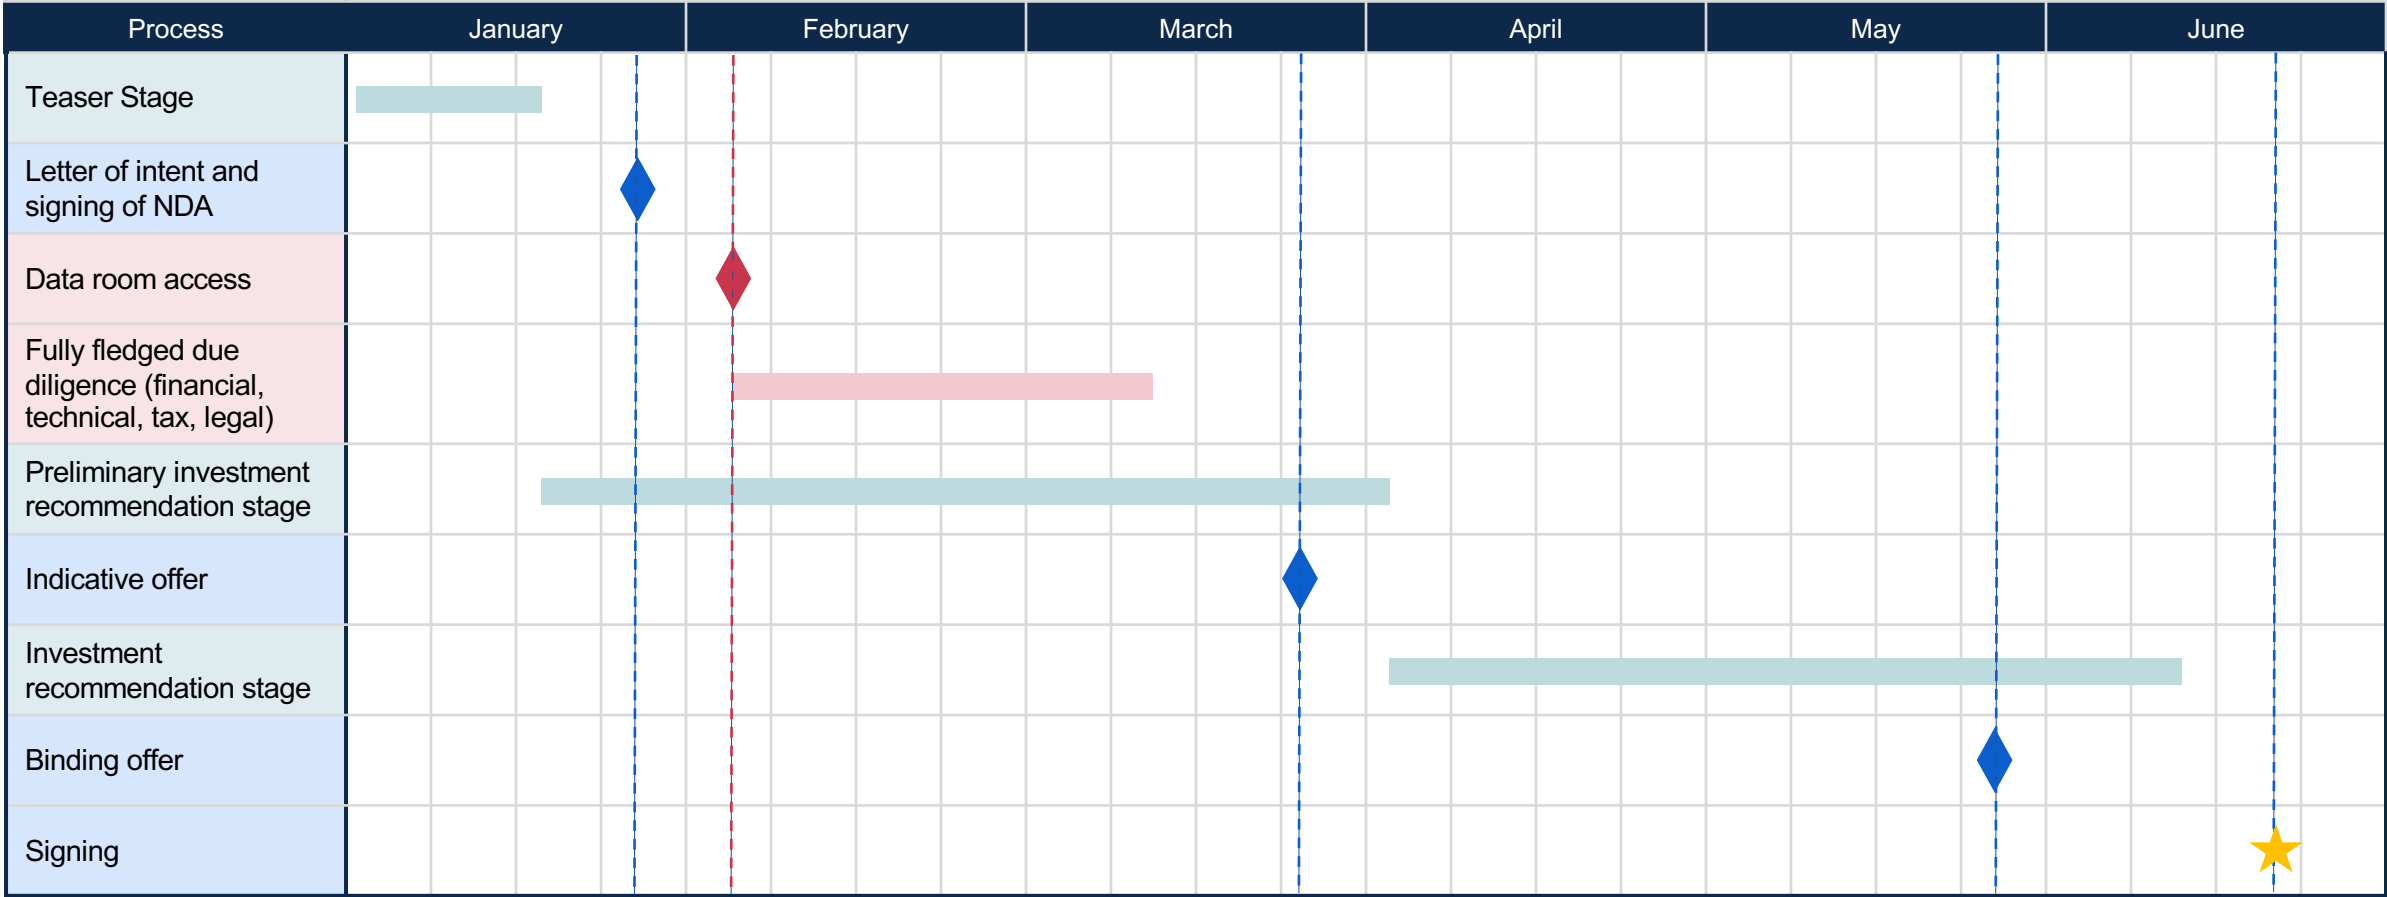 Process
January
February
March
April
May
June
Teaser Stage
Letter of intent and
signing of NDA
Data room access
Fully fledged due
diligence (financial,
technical, tax, legal)
Preliminary investment
recommendation stage
Indicative offer
Investment
recommendation stage
Binding offer
Signing